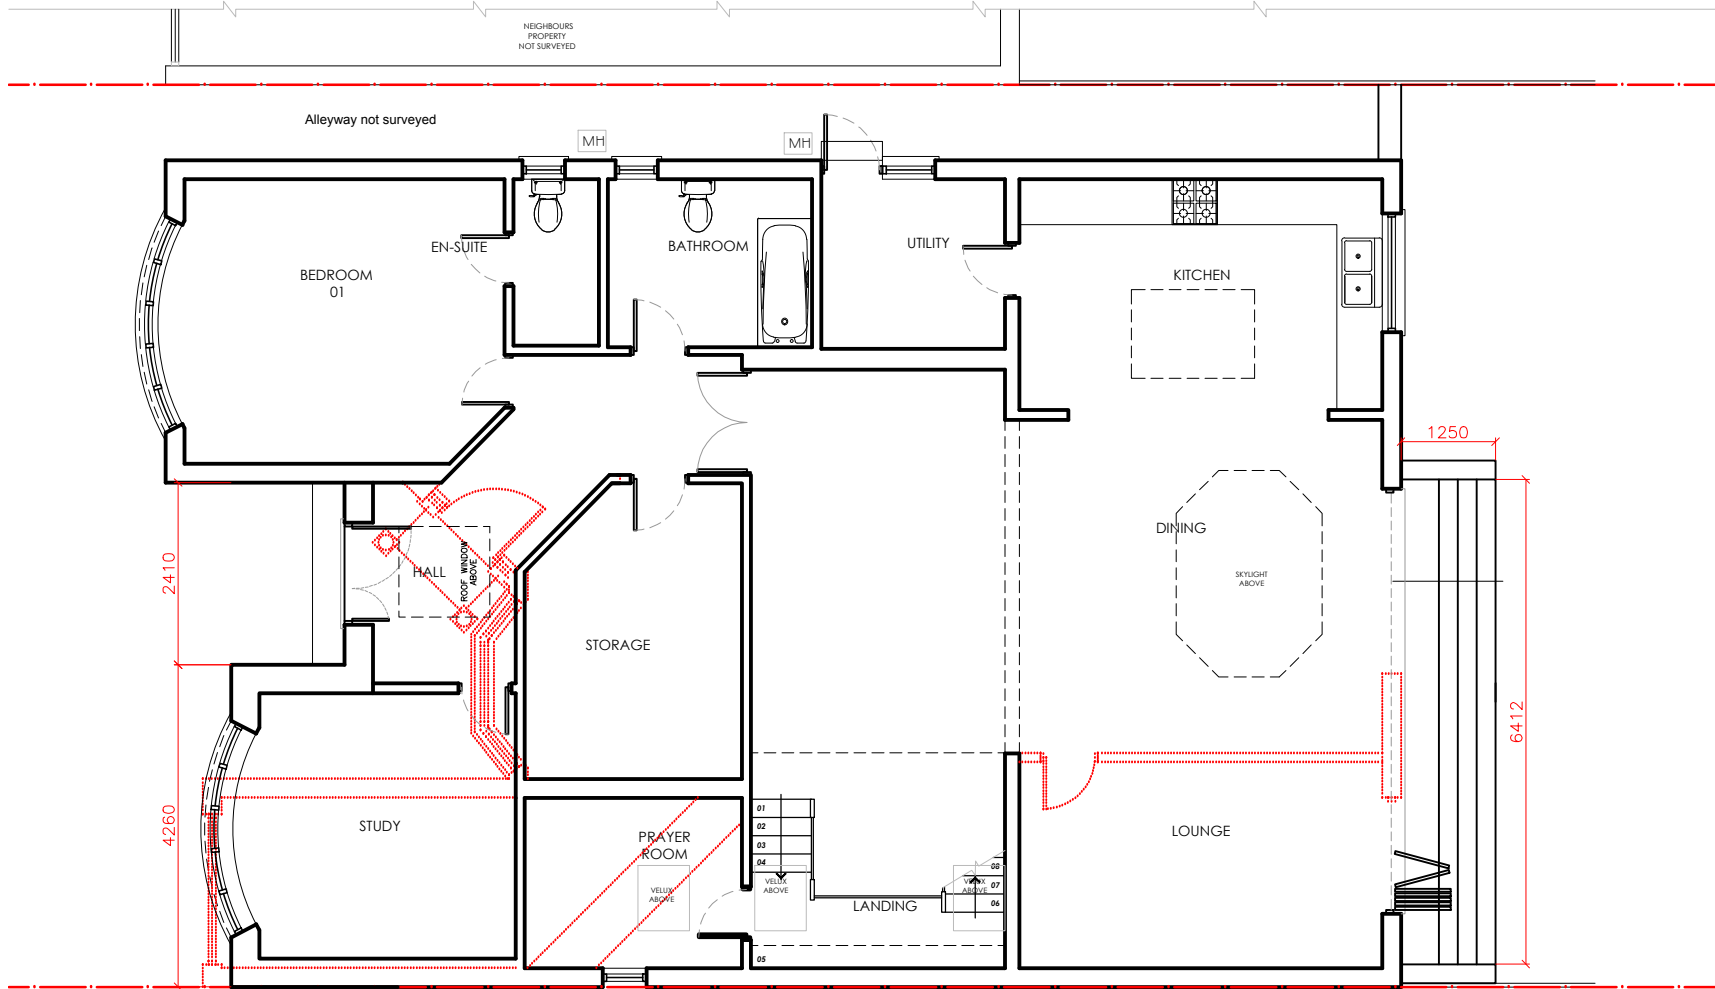 NEIGHBOURS
PROPERTY
NOT SURVEYED
Alleyway not surveyed
MH
MH
EN-SUITE
BATHROOM
UTILITY
BEDROOM
01
KITCHEN
1250
DINING
2410
HALL
ROOF WINDOW
ABOVE
SKYLIGHT
ABOVE
STORAGE
6412
4260
STUDY
PRAYER
ROOM
LOUNGE
01
02
03
04
05
VELUX
ABOVE
VELUX
ABOVE
VELUX
ABOVE
08
07
06
LANDING